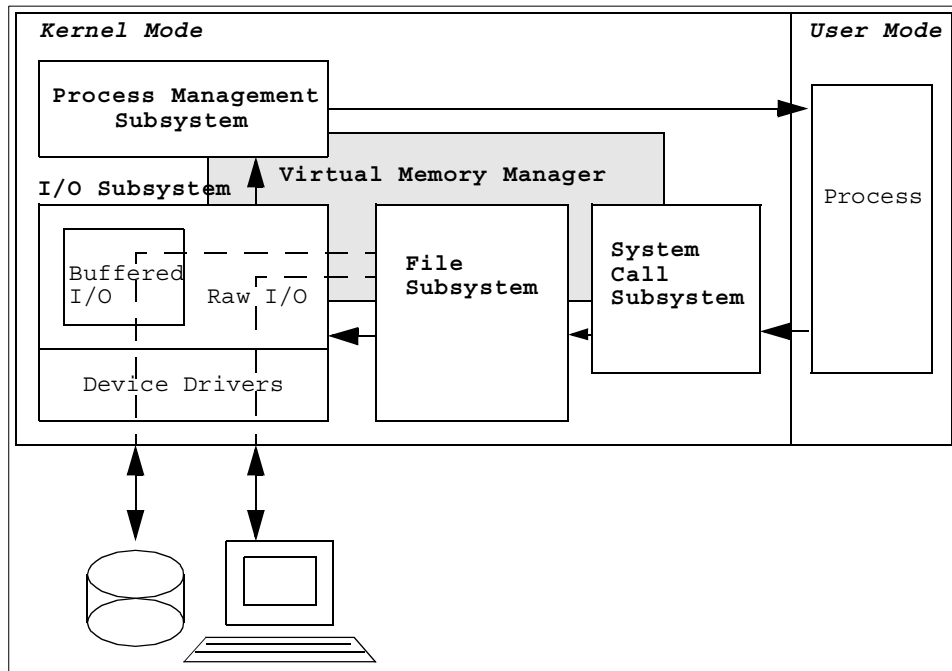 Kernel Mode
User Mode
Process Management
Subsystem
Virtual Memory Manager
I/O Subsystem
Process
Buffered
I/O
Raw I/O
File
Subsystem
System
Call
Subsystem
Device Drivers